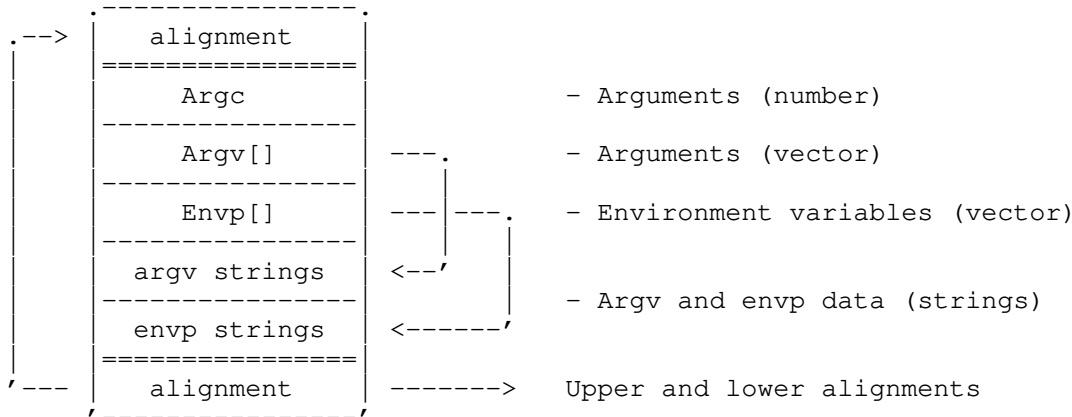 alignment
Argc - Arguments (number)
Argv[] - Arguments (vector)
Envp[] - Environment variables (vector)
argv strings
- Argv and envp data (strings)
envp strings
alignment Upper and lower alignments